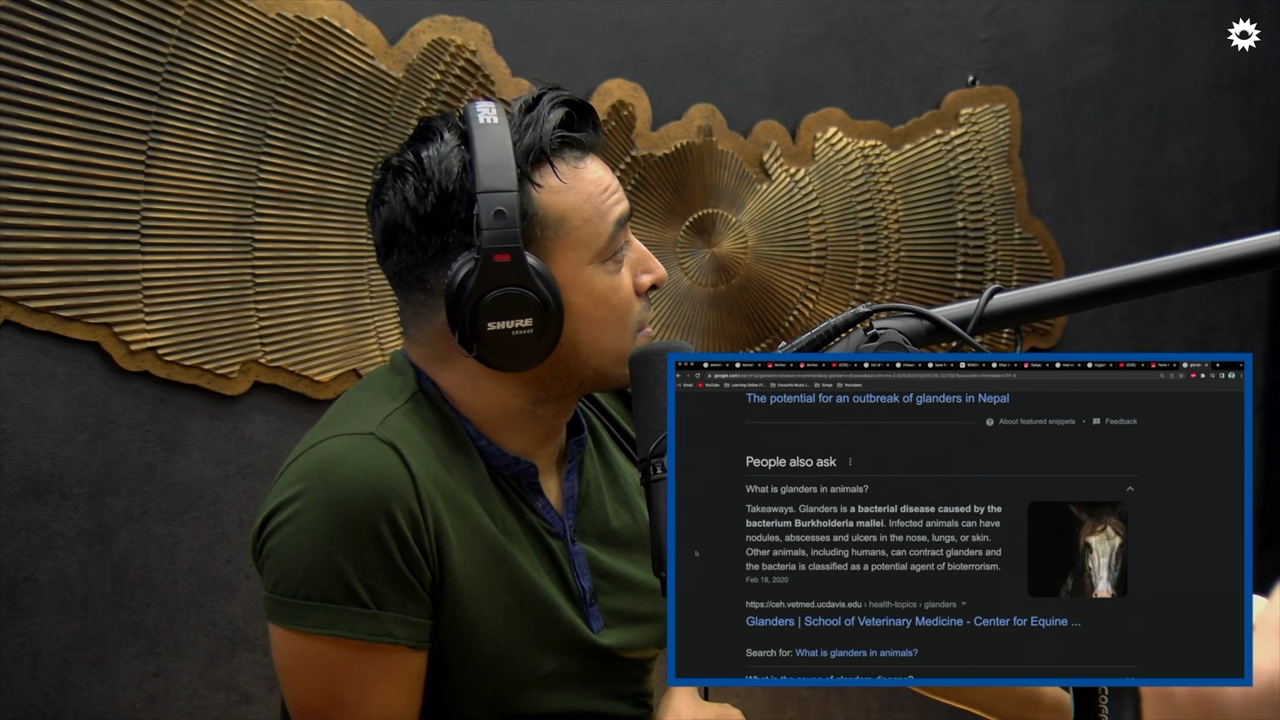 SHURE
The potential for an outbreak of glanders in Nepal
About featured snippets
Feedback
People also ask
What is glanders in animals?
Takeaways. Glanders is a bacterial disease caused by the
bacterium Burkholderia mallei. Infected animals can have
nodules, abscesses and ulcers in the nose, lungs, or skin.
Other animals, including humans, can contract glanders and
the bacteria is classified as a potential agent of bioterrorism.
Feb 18, 2020
https://ceh.vetmed.ucdavis.edu › health-topics › glanders
Glanders | School of Veterinary Medicine - Center for Equine ...
Search for: What is glanders in animals?